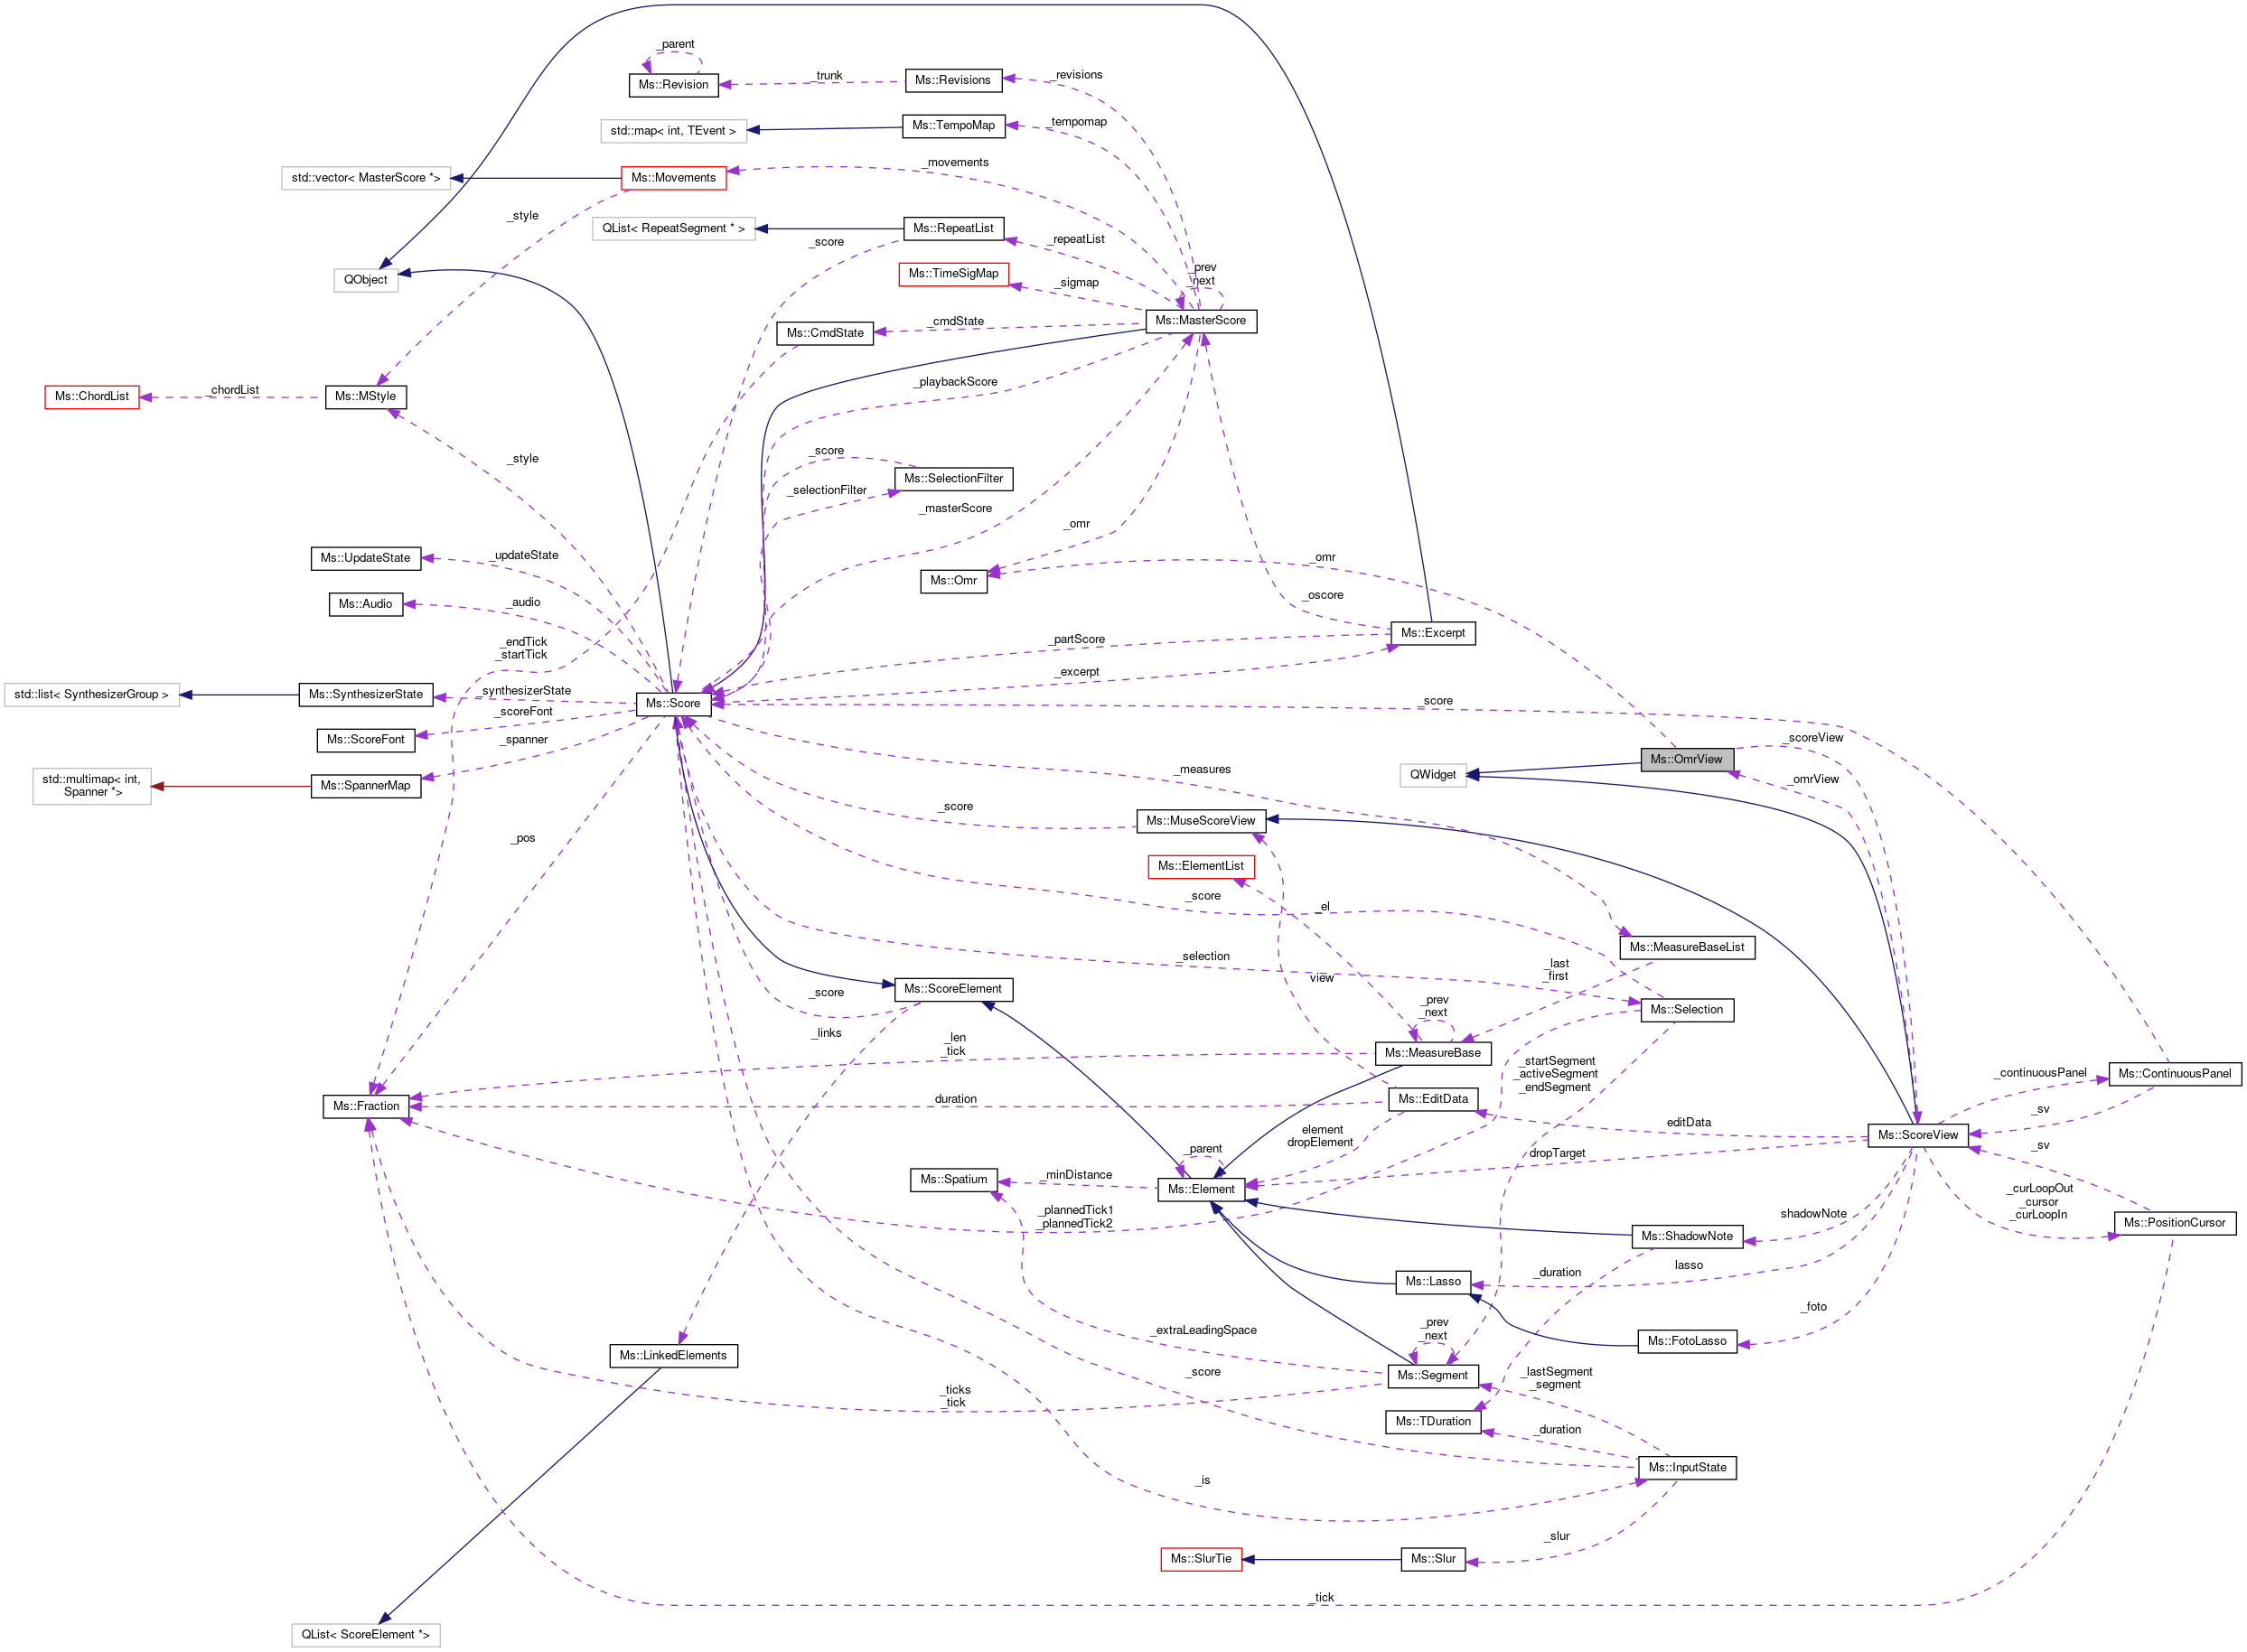 _parent
Ms::Revision
_trunk
Ms::Revisions
_revisions
std::map< int, TEvent >
Ms::TempoMap
_tempomap
std::vector< MasterScore *>
Ms::Movements
_movements
_style
QList< RepeatSegment * >
Ms::RepeatList
_repeatList
_score
QObject
Ms::TimeSigMap
_sigmap
_prev
_next
Ms::MasterScore
Ms::CmdState
_cmdState
Ms::ChordList
_chordList
Ms::MStyle
_playbackScore
_style
_score
Ms::SelectionFilter
_selectionFilter
_masterScore
_omr
Ms::UpdateState
_updateState
Ms::Omr
_omr
Ms::Audio
_audio
_oscore
_endTick
_startTick
_partScore
Ms::Excerpt
_excerpt
std::list< SynthesizerGroup >
Ms::SynthesizerState
_synthesizerState
Ms::Score
_score
Ms::ScoreFont
_scoreFont
_spanner
_scoreView
Ms::OmrView
_measures
QWidget
_omrView
std::multimap< int,
Spanner *>
Ms::SpannerMap
_pos
_score
Ms::MuseScoreView
Ms::ElementList
_score
_el
Ms::MeasureBaseList
_selection
_last
_first
view
Ms::ScoreElement
_score
_prev
_next
Ms::Selection
_links
_len
_tick
Ms::MeasureBase
_startSegment
_activeSegment
_endSegment
_continuousPanel
Ms::ContinuousPanel
Ms::Fraction
duration
Ms::EditData
_sv
editData
Ms::ScoreView
element
dropElement
_parent
dropTarget
_sv
Ms::Spatium
_minDistance
Ms::Element
_plannedTick1
_plannedTick2
shadowNote
_curLoopOut
_cursor
_curLoopIn
Ms::PositionCursor
Ms::ShadowNote
lasso
Ms::Lasso
_duration
_foto
_extraLeadingSpace
_prev
_next
Ms::FotoLasso
Ms::LinkedElements
_score
Ms::Segment
_lastSegment
_segment
_ticks
_tick
Ms::TDuration
_duration
Ms::InputState
_is
_slur
Ms::SlurTie
Ms::Slur
_tick
QList< ScoreElement *>